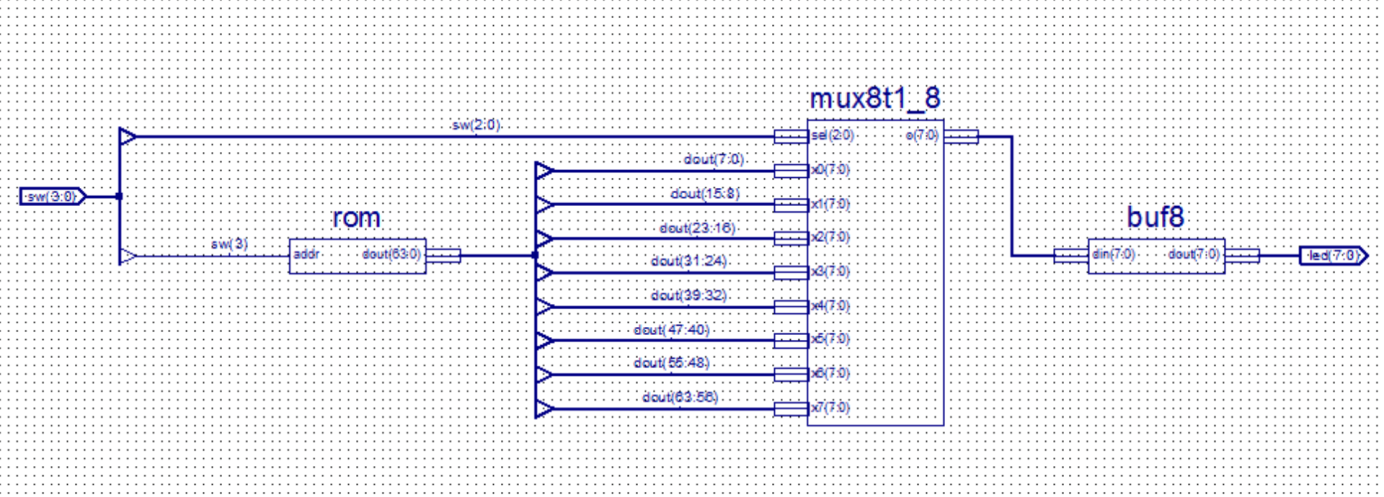 mux8t1_8
sw(2:0)
sel(2:0)
o(7:0)
dout(7:0)
x0(7:0)
sw(3:0)
dout(15:8)
x1(7:0)
rom
buf8
dout(23:16)
x2(7:0)
sw(3)
addr
dout(63:0)
din(7:0)
dout(7:0)
led(7:0)
dout(31:24)
x3(7:0)
dout(39:32)
x4(7:0)
dout(47:40)
x5(7:0)
dout(55:48)
x6(7:0)
dout(63:56)
x7(7:0)